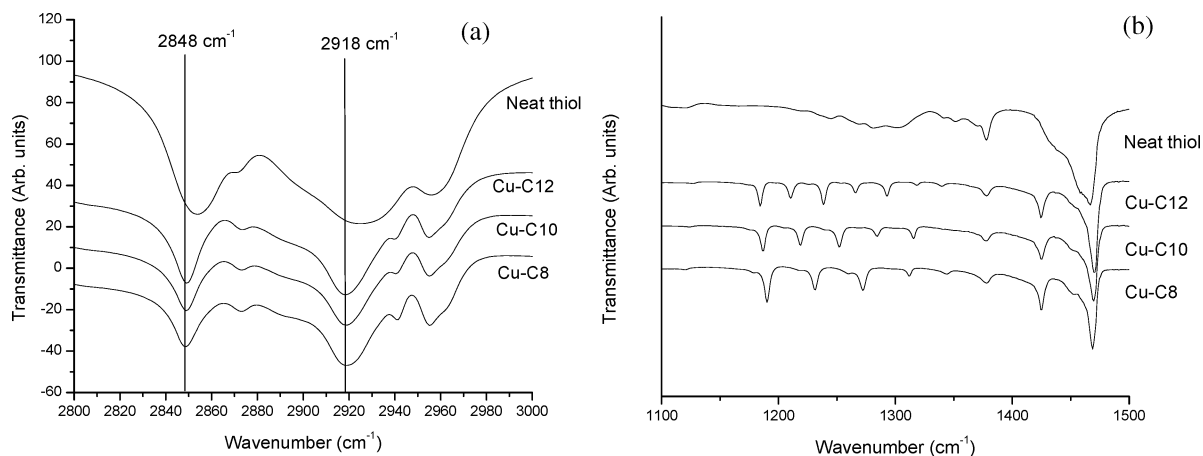 (a)
2848 cm⁻¹
2918 cm⁻¹
Transmittance (Arb. units)
120
100
80
60
40
20
0
-20
-40
-60
Neat thiol
Cu-C12
Cu-C10
Cu-C8
2800 2820 2840 2860 2880 2900 2920 2940 2960 2980 3000
Wavenumber (cm⁻¹)
(b)
Transmittance (Arb. units)
Neat thiol
Cu-C12
Cu-C10
Cu-C8
1100 1200 1300 1400 1500
Wavenumber (cm⁻¹)